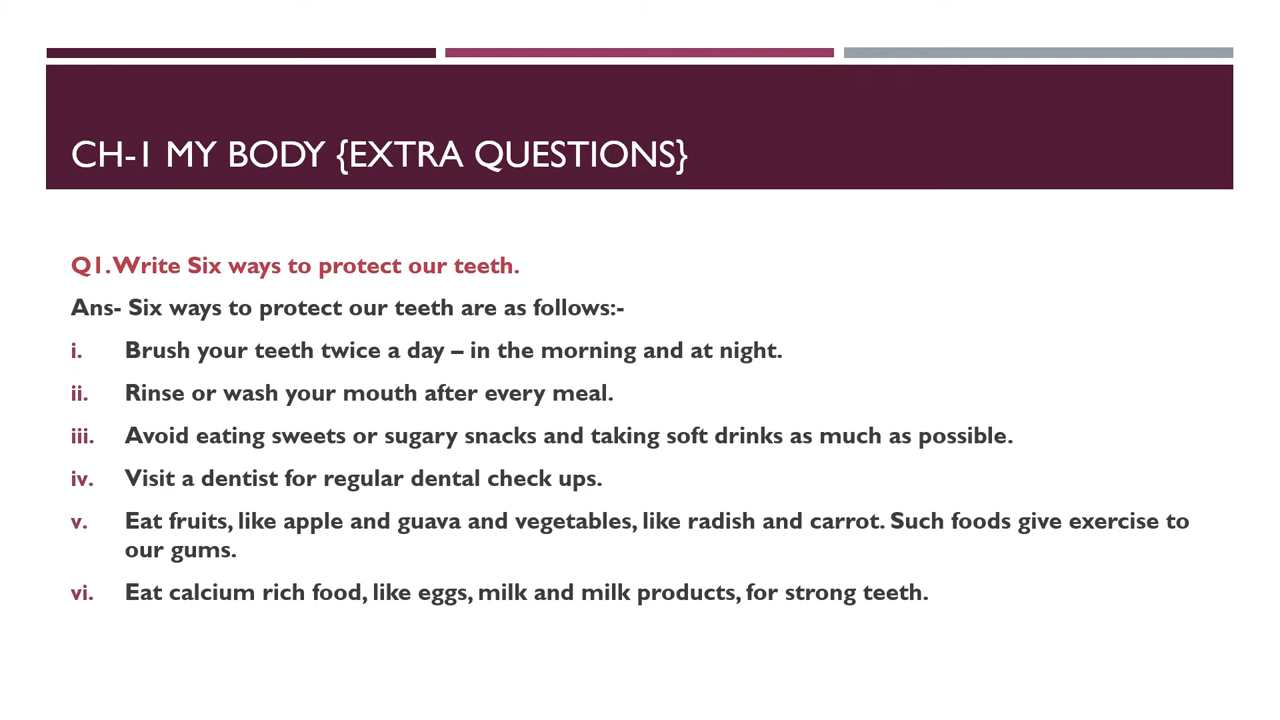 CH-1 MY BODY {EXTRA QUESTIONS}
Q1. Write Six ways to protect our teeth.
Ans- Six ways to protect our teeth are as follows:-
i. Brush your teeth twice a day – in the morning and at night.
ii. Rinse or wash your mouth after every meal.
iii. Avoid eating sweets or sugary snacks and taking soft drinks as much as possible.
iv. Visit a dentist for regular dental check ups.
v. Eat fruits, like apple and guava and vegetables, like radish and carrot. Such foods give exercise to
our gums.
vi. Eat calcium rich food, like eggs, milk and milk products, for strong teeth.